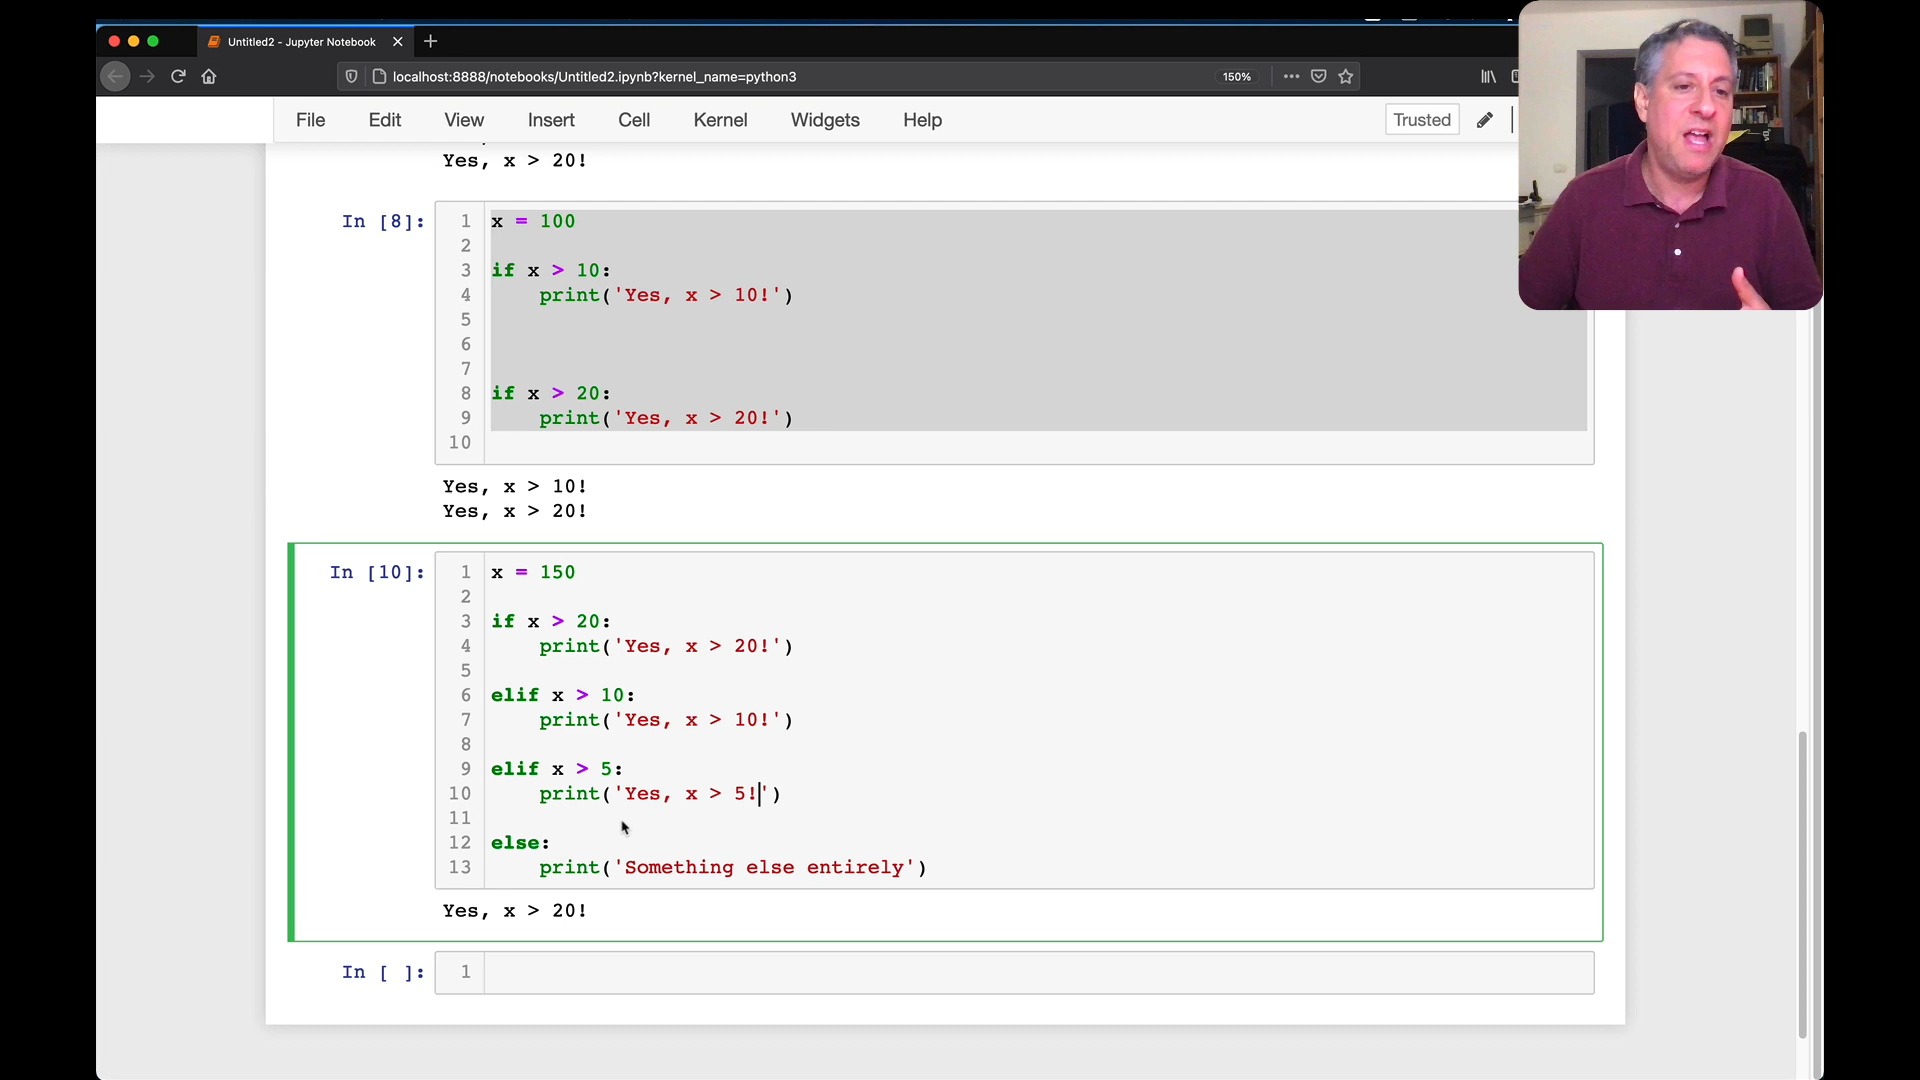 Untitled2 - Jupyter Notebook
localhost:8888/notebooks/Untitled2.ipynb?kernel_name=python3
150%
File Edit View Insert Cell Kernel Widgets Help
Trusted
Yes, x > 20!
In [8]:
1 x = 100
2
3 if x > 10:
4 print('Yes, x > 10!')
5
6
7
8 if x > 20:
9 print('Yes, x > 20!')
10
Yes, x > 10!
Yes, x > 20!
In [10]:
1 x = 150
2
3 if x > 20:
4 print('Yes, x > 20!')
5
6 elif x > 10:
7 print('Yes, x > 10!')
8
9 elif x > 5:
10 print('Yes, x > 5!')
11
12 else:
13 print('Something else entirely')
Yes, x > 20!
In [ ]:
1